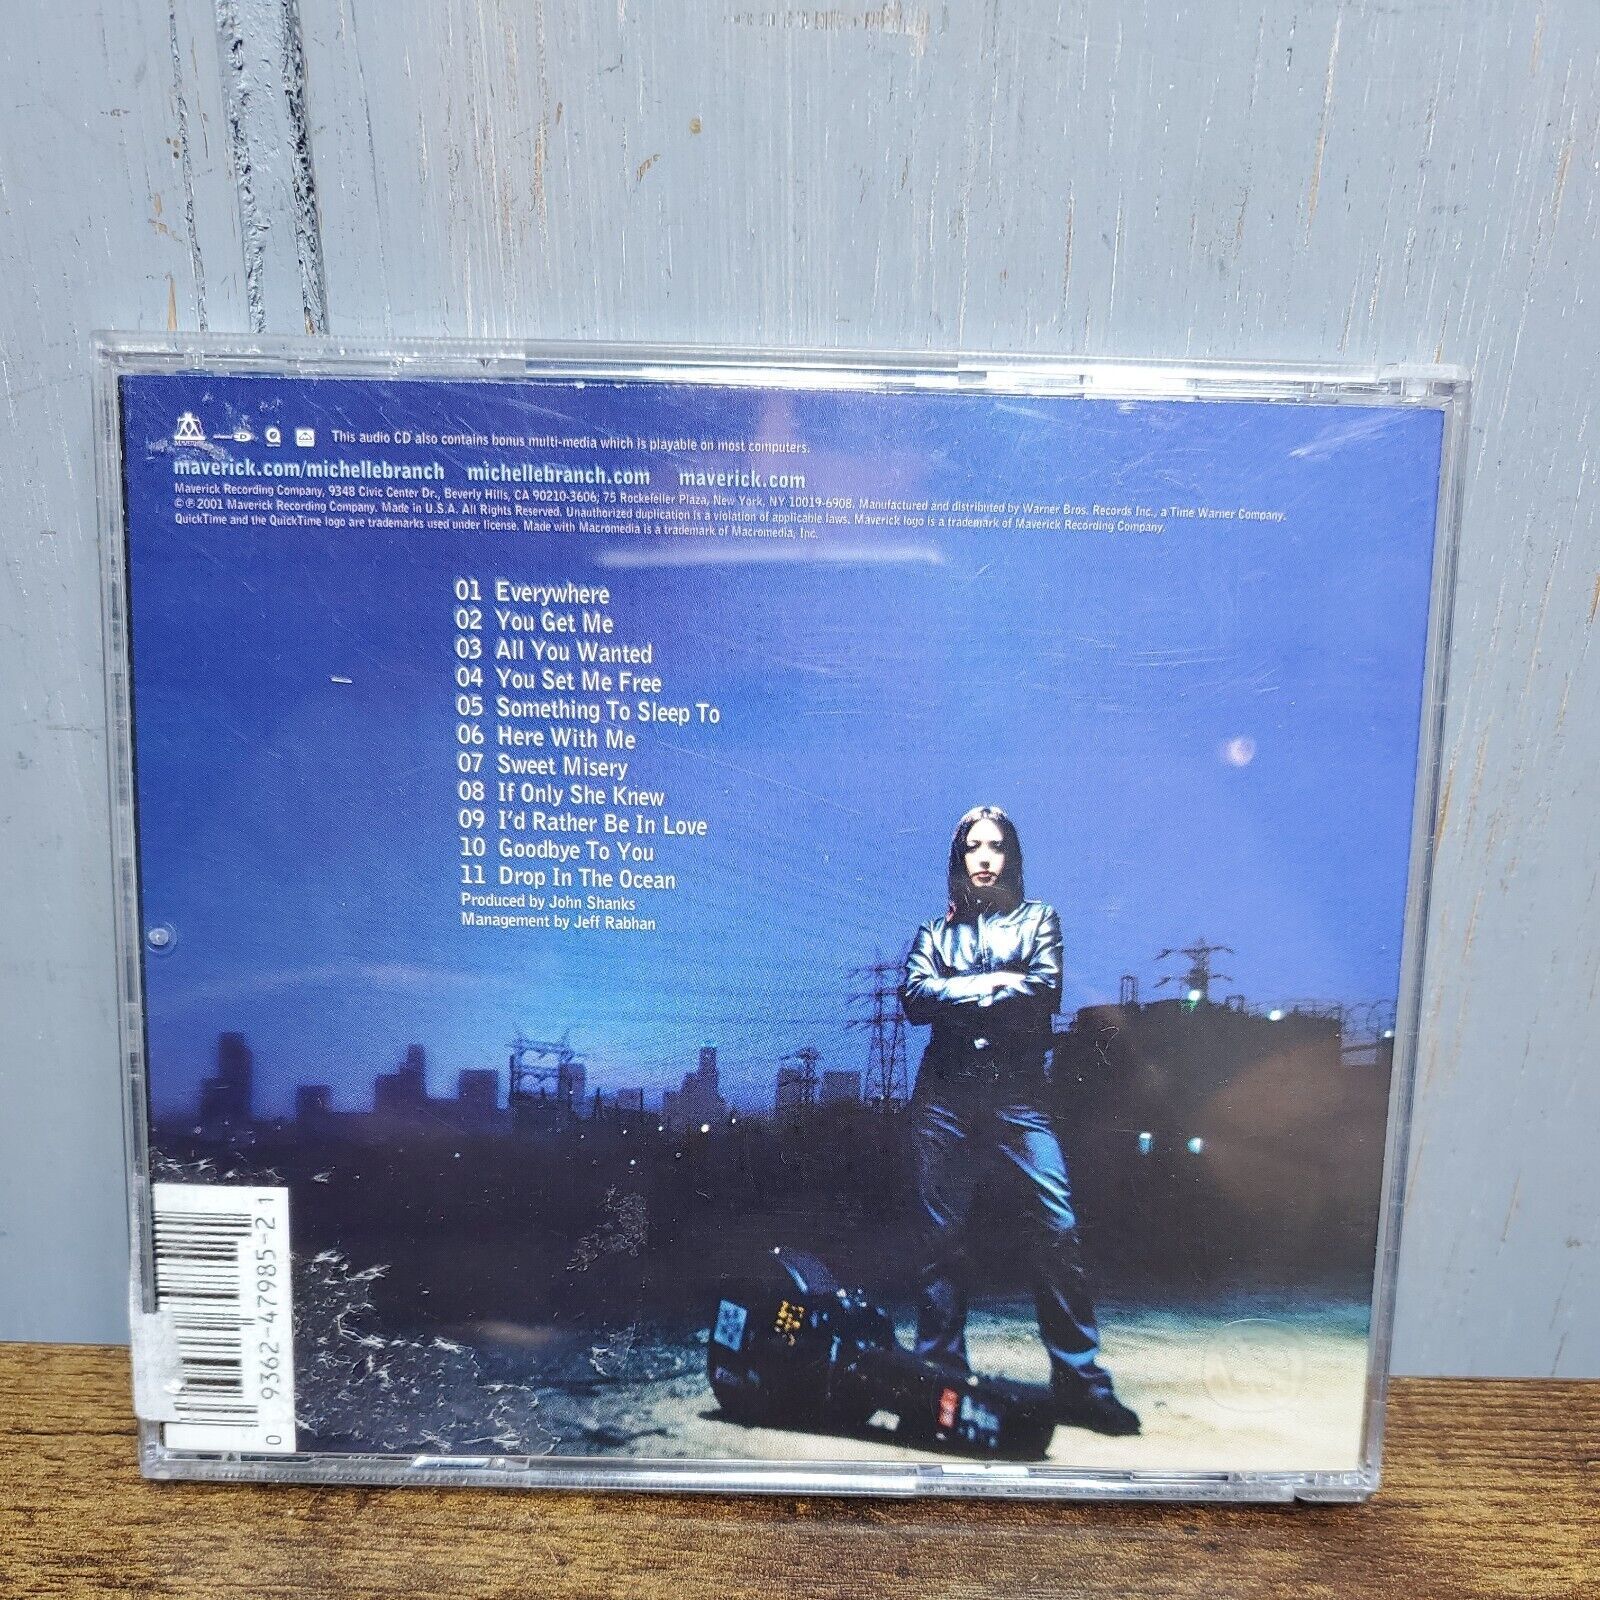 This audio CD also contains bonus multi-media which is playable on most computers.
maverick.com/michellebranch michellebranch.com maverick.com
Maverick Recording Company, 9348 Civic Center Dr., Beverly Hills, CA 90210-3606; 75 Rockefeller Plaza, New York, NY 10019-6908. Manufactured and distributed by Warner Bros. Records Inc., a Time Warner Company.
©℗2001 Maverick Recording Company. Made in U.S.A. All Rights Reserved. Unauthorized duplication is a violation of applicable laws. Maverick logo is a trademark of Maverick Recording Company.
QuickTime and the QuickTime logo are trademarks used under license. Made with Macromedia is a trademark of Macromedia, Inc.
01 Everywhere
02 You Get Me
03 All You Wanted
04 You Set Me Free
05 Something To Sleep To
06 Here With Me
07 Sweet Misery
08 If Only She Knew
09 I'd Rather Be In Love
10 Goodbye To You
11 Drop In The Ocean
Produced by John Shanks
Management by Jeff Rabhan
0 9362-47985-2 1